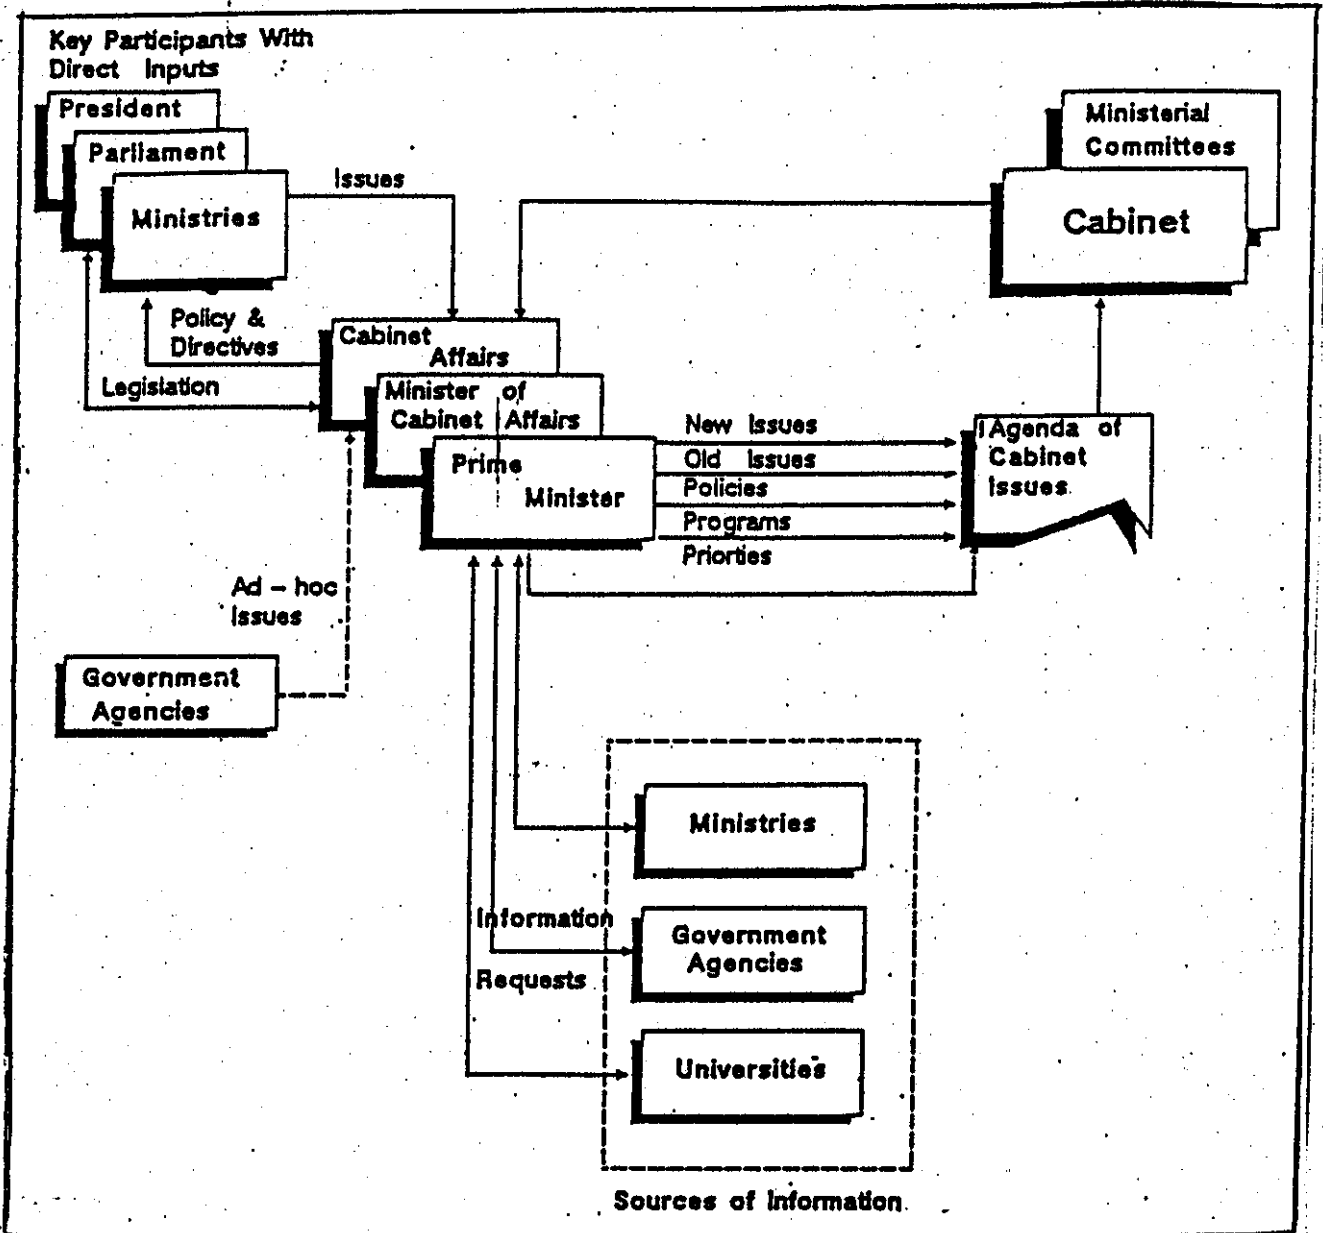 Key Participants With
Direct Inputs
President
Parliament
Ministries
Issues
Ministerial
Committees
Cabinet
Policy &
Directives
Legislation
Cabinet
Affairs
Minister of
Cabinet Affairs
Prime
Minister
New Issues
Old Issues
Policies
Programs
Priorties
Agenda of
Cabinet
Issues
Ad - hoc
Issues
Government
Agencies
Ministries
Information
Government
Agencies
Requests
Universities
Sources of Information